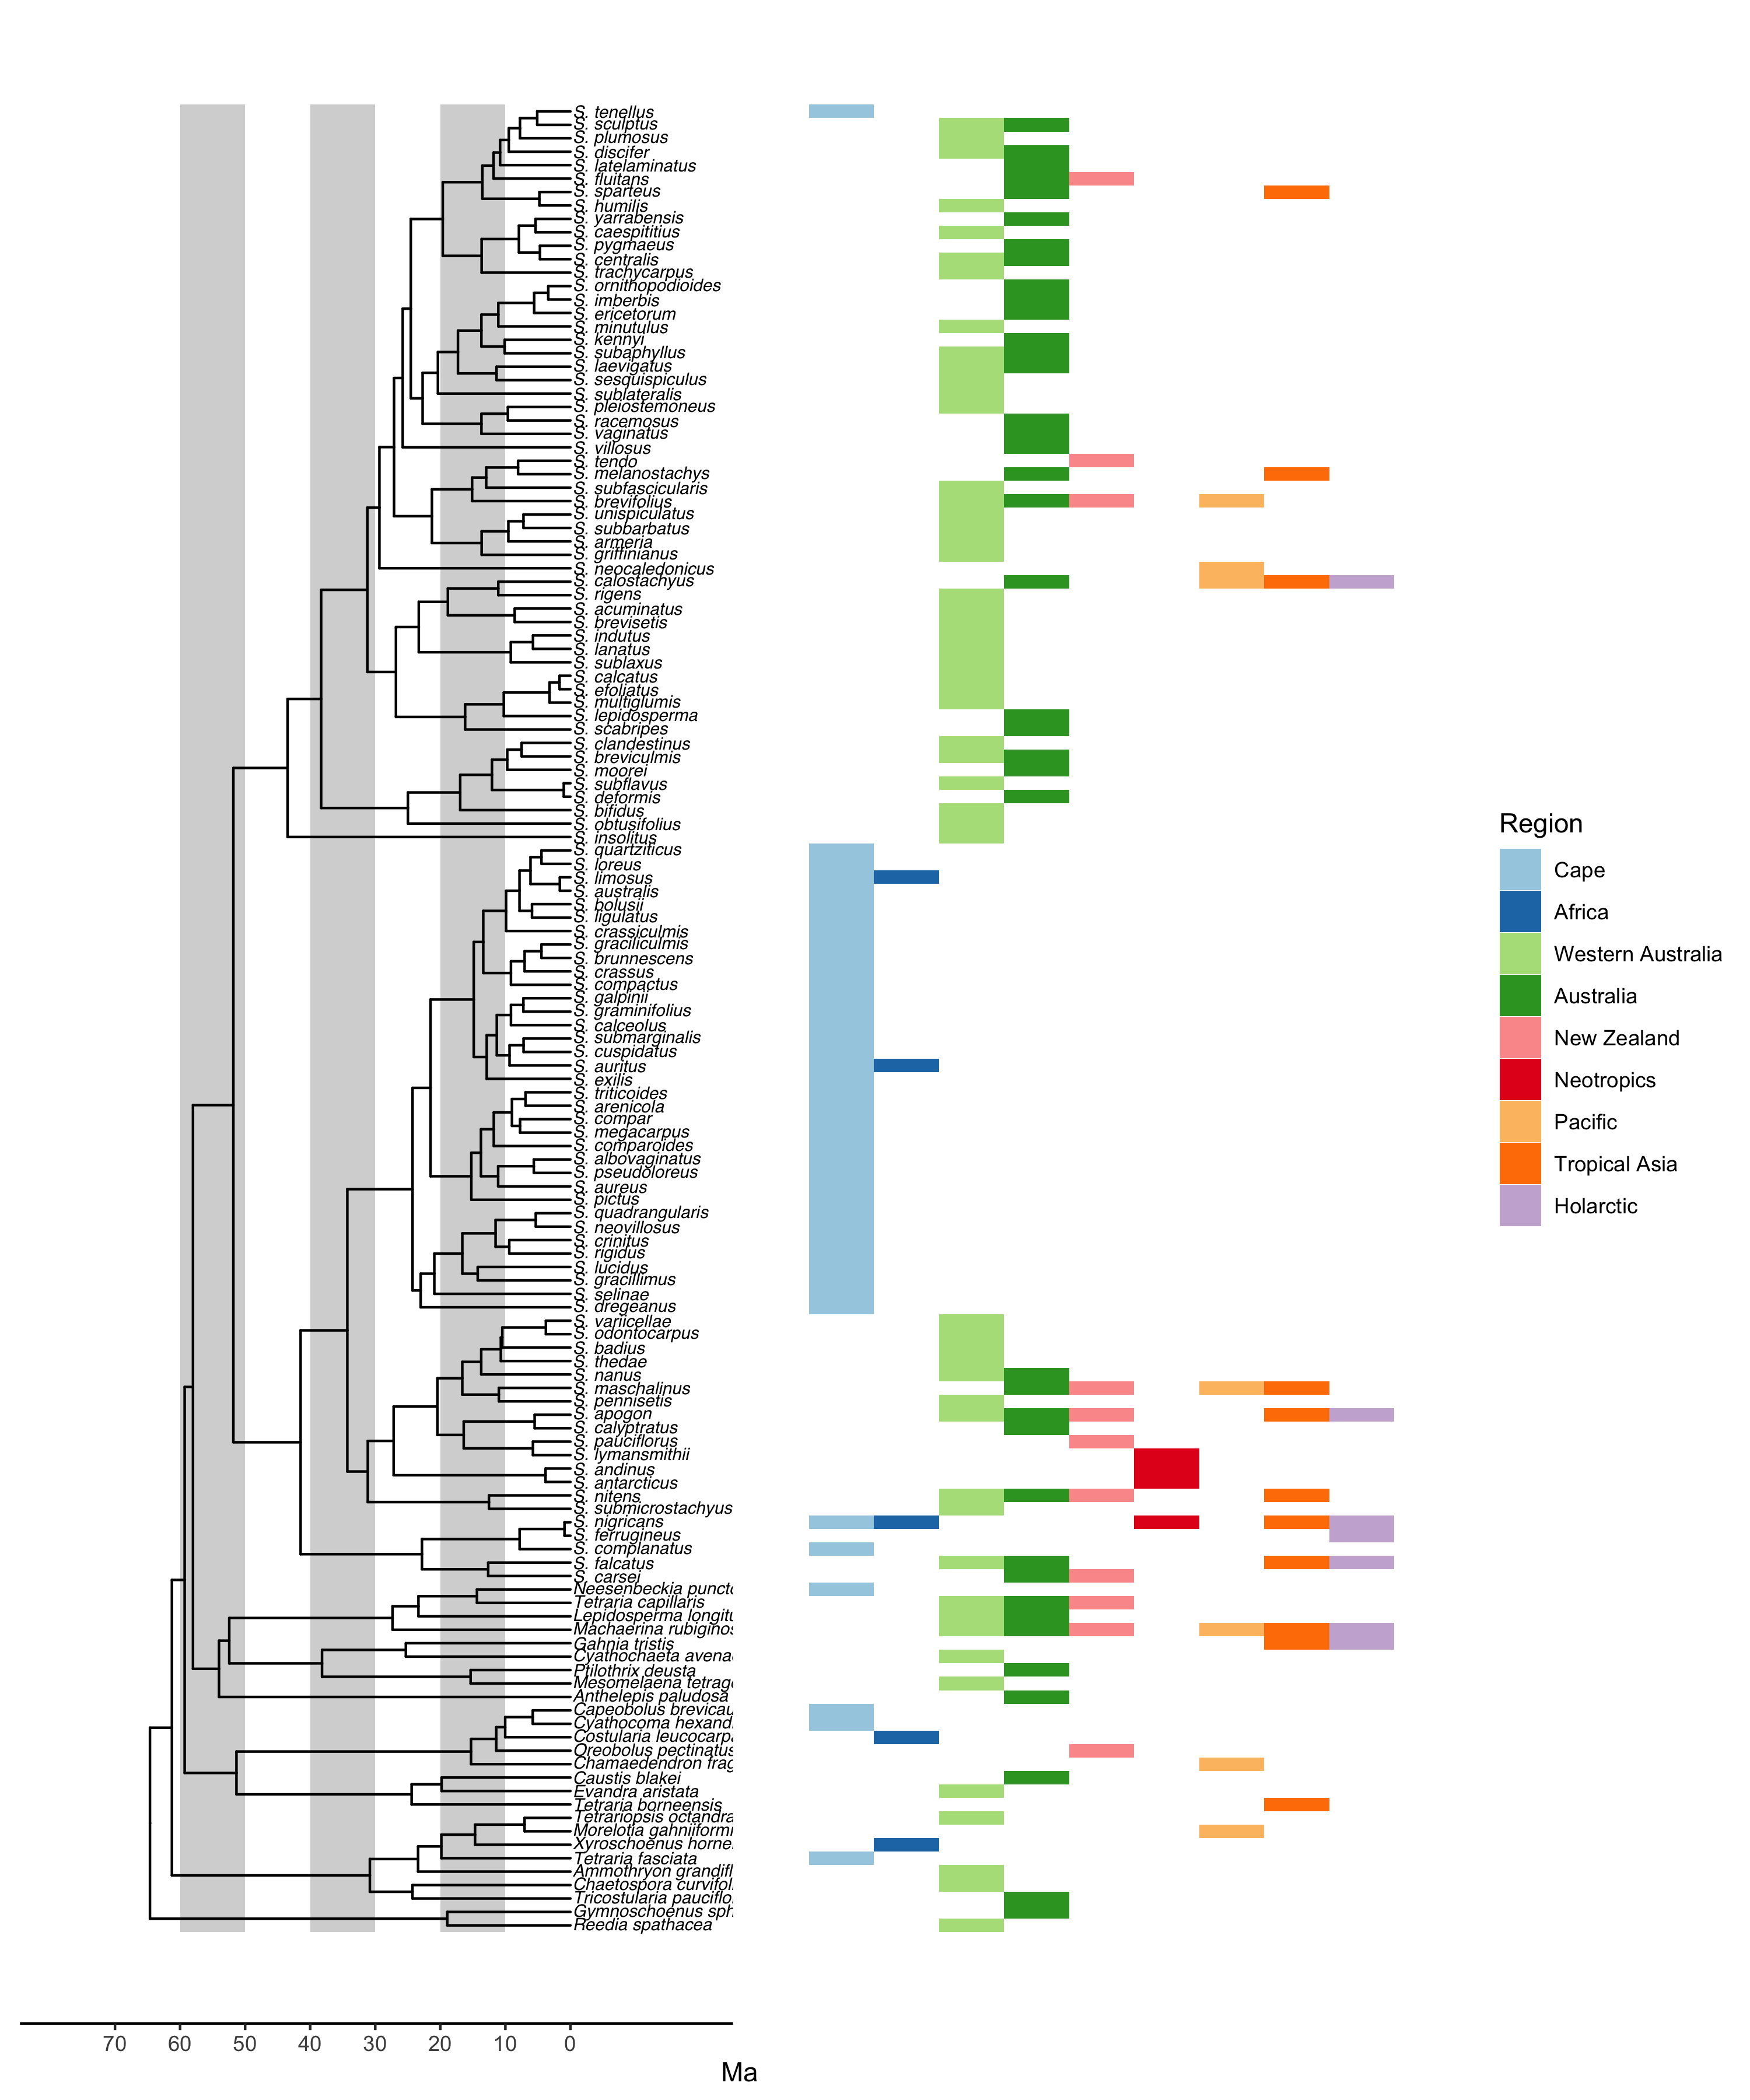 S. tenellus
S. sculptus
S. plumosus
S. discifer
S. latelaminatus
S. fluitans
S. sparteus
S. humilis
S. yarrabensis
S. caespititius
S. pygmaeus
S. centralis
S. trachycarpus
S. ornithopodioides
S. imberbis
S. ericetorum
S. minutulus
S. kennyi
S. subaphyllus
S. laevigatus
S. sesquispiculus
S. sublateralis
S. pleiostemoneus
S. racemosus
S. vaginatus
S. villosus
S. tendo
S. melanostachys
S. subfascicularis
S. brevifolius
S. unispiculatus
S. subbarbatus
S. armeria
S. griffinianus
S. neocaledonicus
S. calostachyus
S. rigens
S. acuminatus
S. brevisetis
S. indutus
S. lanatus
S. sublaxus
S. calcatus
S. efoliatus
S. multiglumis
S. lepidosperma
S. scabripes
S. clandestinus
S. breviculmis
S. moorei
S. subflavus
S. deformis
S. bifidus
S. obtusifolius
S. insolitus
S. quartziticus
S. loreus
S. limosus
S. australis
S. bolusii
S. ligulatus
S. crassiculmis
S. graciliculmis
S. brunnescens
S. crassus
S. compactus
S. galpinii
S. graminifolius
S. calceolus
S. submarginalis
S. cuspidatus
S. auritus
S. exilis
S. triticoides
S. arenicola
S. compar
S. megacarpus
S. comparoides
S. albovaginatus
S. pseudoloreus
S. aureus
S. pictus
S. quadrangularis
S. neovillosus
S. crinitus
S. rigidus
S. lucidus
S. gracillimus
S. selinae
S. dregeanus
S. variicellae
S. odontocarpus
S. badius
S. thedae
S. nanus
S. maschalinus
S. pennisetis
S. apogon
S. calyptratus
S. pauciflorus
S. lymansmithii
S. andinus
S. antarcticus
S. nitens
S. submicrostachyus
S. nigricans
S. ferrugineus
S. complanatus
S. falcatus
S. carsei
Neesenbeckia puncto
Tetraria capillaris
Lepidosperma longitu
Machaerina rubiginos
Gahnia tristis
Cyathochaeta avena
Ptilothrix deusta
Mesomelaena tetrag
Anthelepis paludosa
Capeobolus brevicau
Cyathocoma hexand
Costularia leucocarpa
Oreobolus pectinatus
Chamaedendron frag
Caustis blakei
Evandra aristata
Tetraria borneensis
Tetrariopsis octandra
Morelotia gahniiformi
Xyroschoenus hornei
Tetraria fasciata
Ammothryon grandifl
Chaetospora curvifol
Tricostularia pauciflo
Gymnoschoenus sph
Reedia spathacea
Region
Cape
Africa
Western Australia
Australia
New Zealand
Neotropics
Pacific
Tropical Asia
Holarctic
70 60 50 40 30 20 10 0
Ma